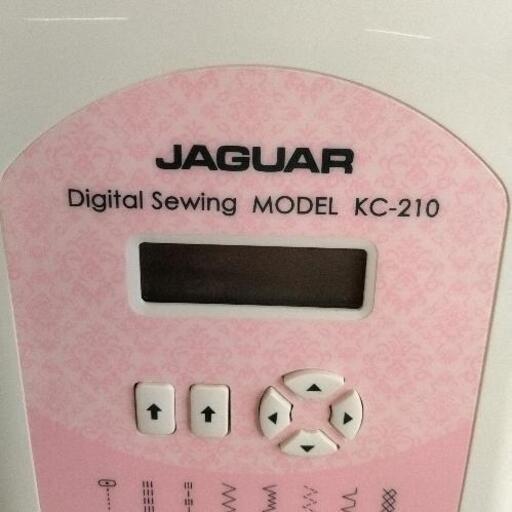 JAGUAR
Digital Sewing MODEL KC-210